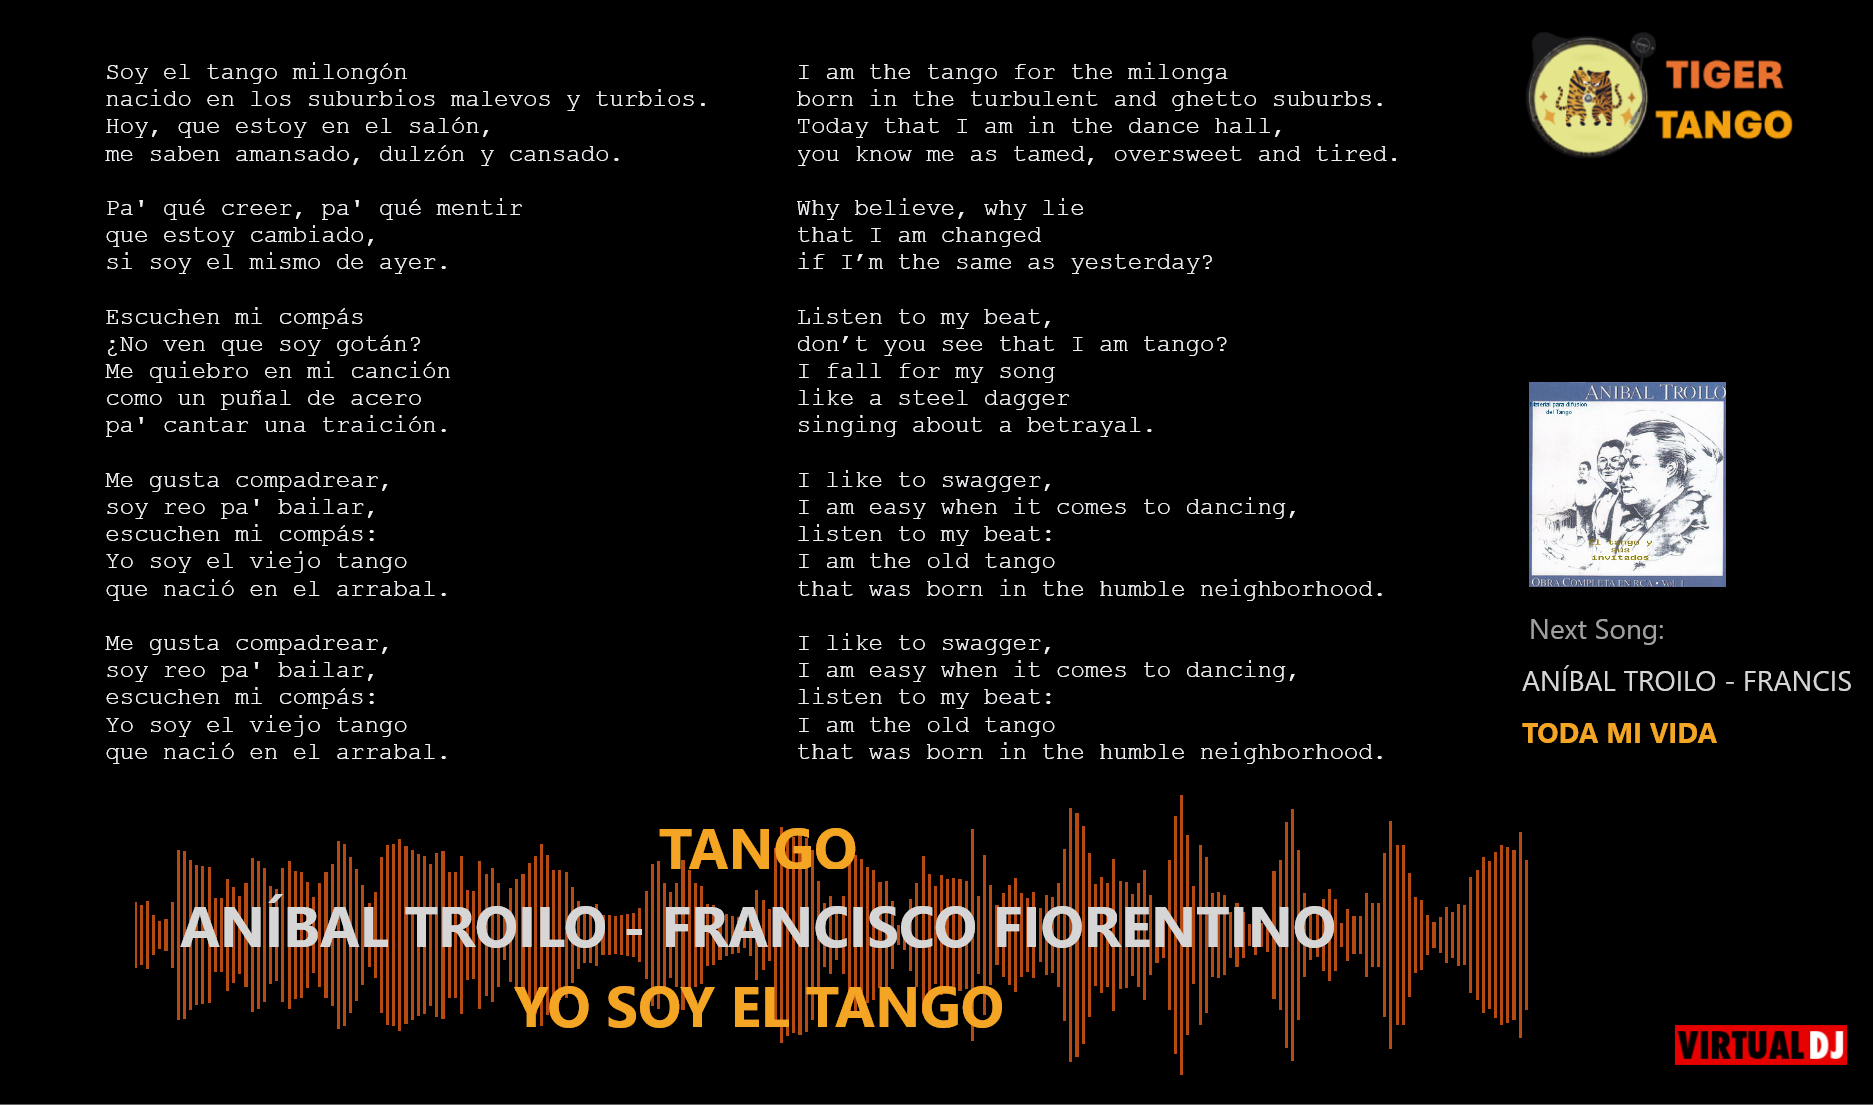 Soy el tango milongón
nacido en los suburbios malevos y turbios.
Hoy, que estoy en el salón,
me saben amansado, dulzón y cansado.
Pa' qué creer, pa' qué mentir
que estoy cambiado,
si soy el mismo de ayer.
Escuchen mi compás
¿No ven que soy gotán?
Me quiebro en mi canción
como un puñal de acero
pa' cantar una traición.
Me gusta compadrear,
soy reo pa' bailar,
escuchen mi compás:
Yo soy el viejo tango
que nació en el arrabal.
Me gusta compadrear,
soy reo pa' bailar,
escuchen mi compás:
Yo soy el viejo tango
que nació en el arrabal.
I am the tango for the milonga
born in the turbulent and ghetto suburbs.
Today that I am in the dance hall,
you know me as tamed, oversweet and tired.
Why believe, why lie
that I am changed
if I’m the same as yesterday?
Listen to my beat,
don’t you see that I am tango?
I fall for my song
like a steel dagger
singing about a betrayal.
I like to swagger,
I am easy when it comes to dancing,
listen to my beat:
I am the old tango
that was born in the humble neighborhood.
I like to swagger,
I am easy when it comes to dancing,
listen to my beat:
I am the old tango
that was born in the humble neighborhood.
TIGER
TANGO
ANIBAL TROILO
Material para difusion
del Tango
El tango y
sus
invitados
OBRA COMPLETA EN RCA • Vol. 1
Next Song:
ANÍBAL TROILO - FRANCIS
TODA MI VIDA
TANGO
ANÍBAL TROILO - FRANCISCO FIORENTINO
YO SOY EL TANGO
VIRTUAL DJ